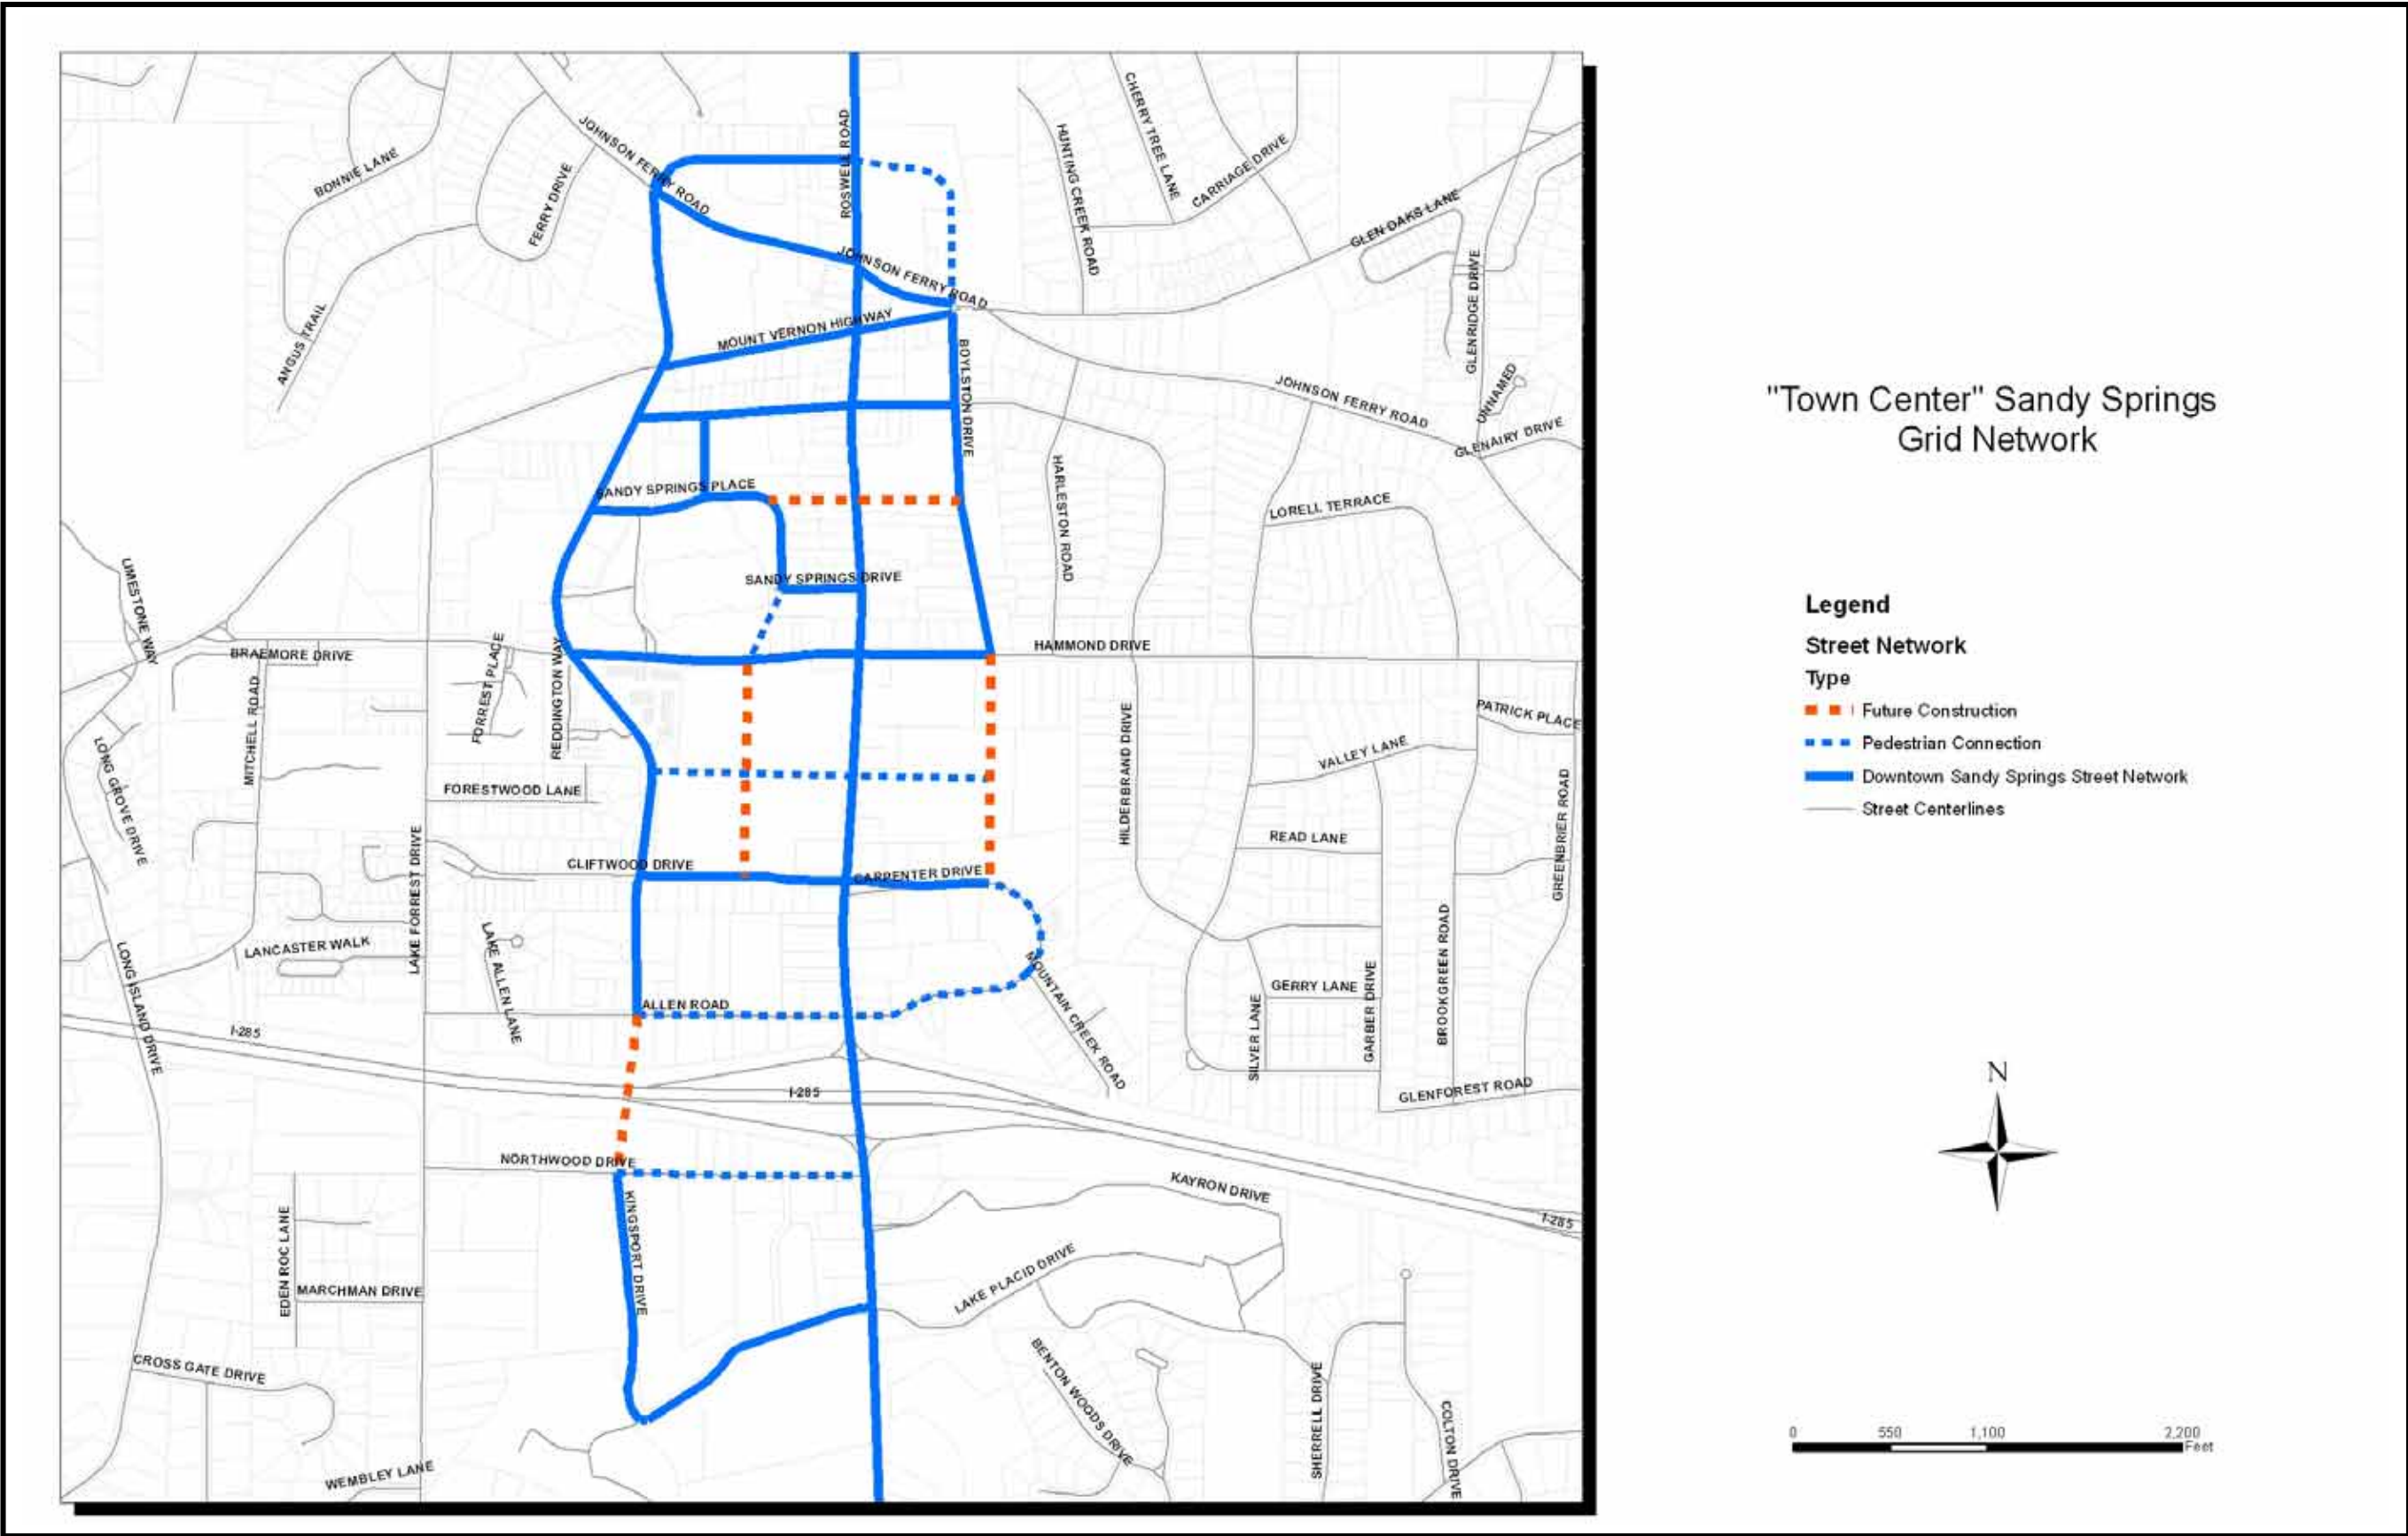 CHERRY TREE LANE
JOHNSON FERRY ROAD
ROSWELL ROAD
HUNTING CREEK ROAD
CARRIAGE DRIVE
BONNIE LANE
FERRY DRIVE
GLEN OAKS LANE
JOHNSON FERRY ROAD
GLENRIDGE DRIVE
ANGUS TRAIL
MOUNT VERNON HIGHWAY
BOYLSTON DRIVE
UNNAMED
JOHNSON FERRY ROAD
GLENAIRY DRIVE
"Town Center" Sandy Springs
Grid Network
HARLESTON ROAD
SANDY SPRINGS PLACE
LORELL TERRACE
LIMESTONE WAY
SANDY SPRINGS DRIVE
Legend
Street Network
Type
Future Construction
Pedestrian Connection
Downtown Sandy Springs Street Network
Street Centerlines
HAMMOND DRIVE
BRAEMORE DRIVE
FORREST PLACE
REDDINGTON WAY
MITCHELL ROAD
PATRICK PLACE
HILDERBRAND DRIVE
VALLEY LANE
LONG GROVE DRIVE
FORESTWOOD LANE
GREENBRIER ROAD
READ LANE
LAKE FORREST DRIVE
CLIFTWOOD DRIVE
CARPENTER DRIVE
LANCASTER WALK
LAKE ALLEN LANE
LONG ISLAND DRIVE
MOUNTAIN CREEK ROAD
BROOKGREEN ROAD
GARBER DRIVE
GERRY LANE
SILVER LANE
ALLEN ROAD
I-285
I-285
GLENFOREST ROAD
N
NORTHWOOD DRIVE
KAYRON DRIVE
I-285
KINGSPORT DRIVE
EDEN ROC LANE
MARCHMAN DRIVE
LAKE PLACID DRIVE
CROSS GATE DRIVE
BENTON WOODS DRIVE
SHERRELL DRIVE
COLTON DRIVE
WEMBLEY LANE
0 550 1,100 2,200
Feet